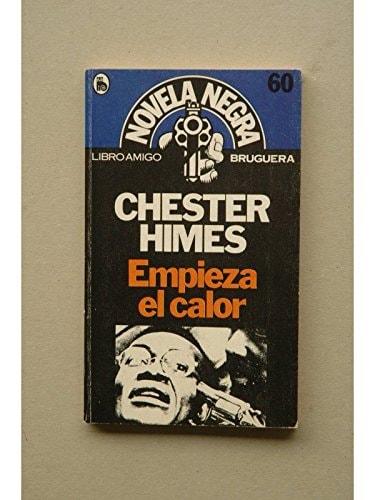 60
NOVELA NEGRA
LIBRO AMIGO
BRUGUERA
CHESTER
HIMES
Empieza
el calor